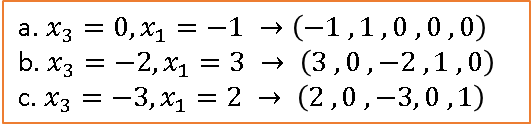 a. x₃ = 0, x₁ = −1 → (−1 , 1 , 0 , 0 , 0)
b. x₃ = −2, x₁ = 3 → (3 , 0 , −2 , 1 , 0)
c. x₃ = −3, x₁ = 2 → (2 , 0 , −3, 0 , 1)